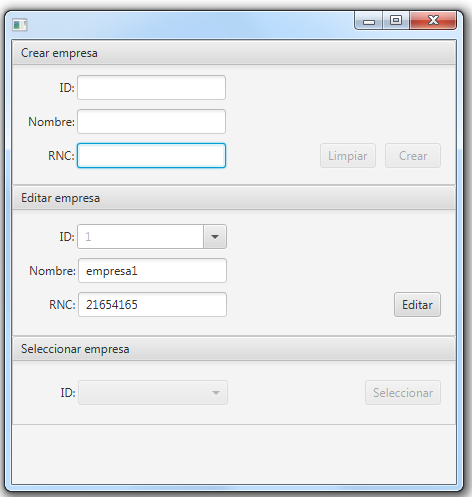 Crear empresa
ID:
Nombre:
RNC:
Limpiar Crear
Editar empresa
ID: 1
Nombre: empresa1
RNC: 21654165
Editar
Seleccionar empresa
ID:
Seleccionar